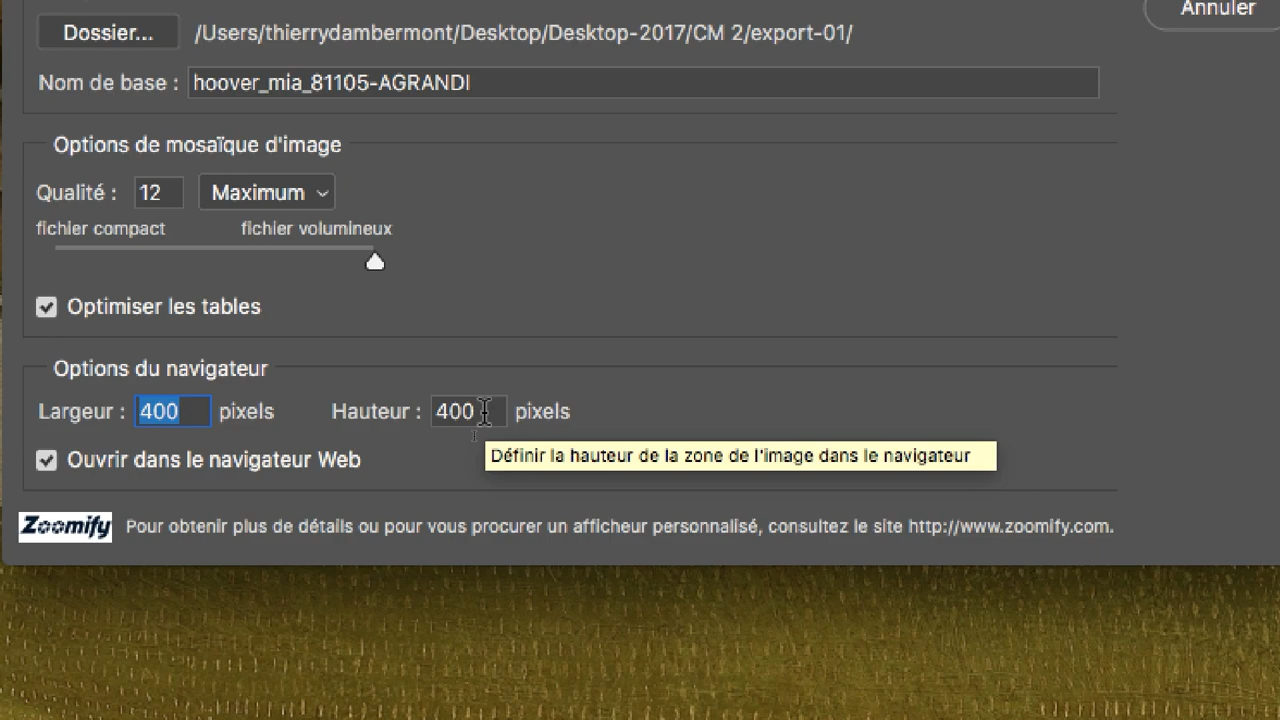 Annuler
Dossier... /Users/thierrydambermont/Desktop/Desktop-2017/CM 2/export-01/
Nom de base : hoover_mia_81105-AGRANDI
Options de mosaïque d'image
Qualité : 12 Maximum
fichier compact fichier volumineux
Optimiser les tables
Options du navigateur
Largeur : 400 pixels Hauteur : 400 pixels
Définir la hauteur de la zone de l'image dans le navigateur
Ouvrir dans le navigateur Web
Zoomify Pour obtenir plus de détails ou pour vous procurer un afficheur personnalisé, consultez le site http://www.zoomify.com.